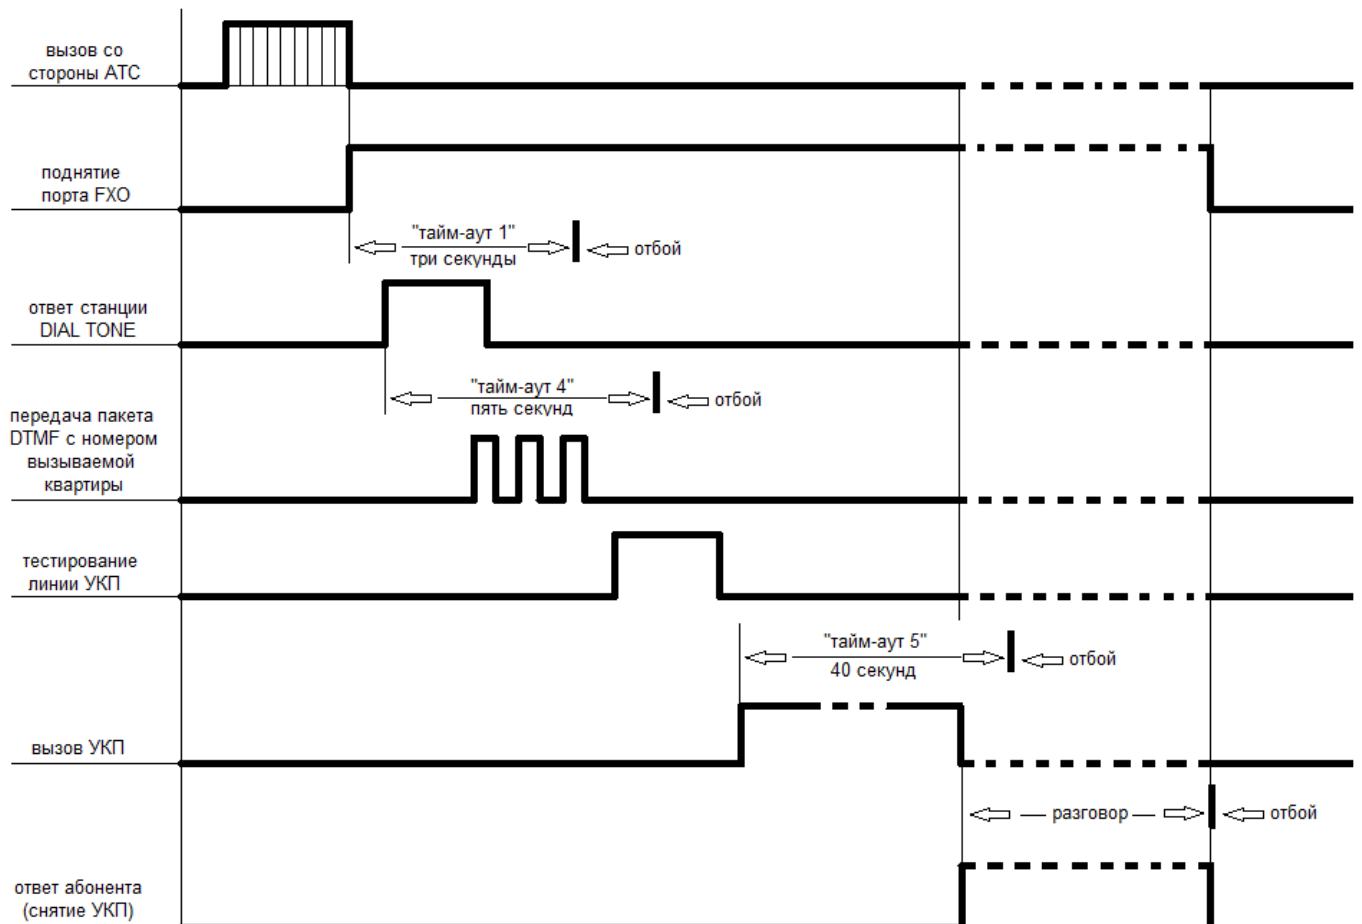 вызов со
стороны АТС
поднятие
порта FXO
"тайм-аут 1"
три секунды
отбой
ответ станции
DIAL TONE
"тайм-аут 4"
пять секунд
отбой
передача пакета
DTMF с номером
вызываемой
квартиры
тестирование
линии УКП
"тайм-аут 5"
40 секунд
отбой
вызов УКП
разговор
отбой
ответ абонента
(снятие УКП)